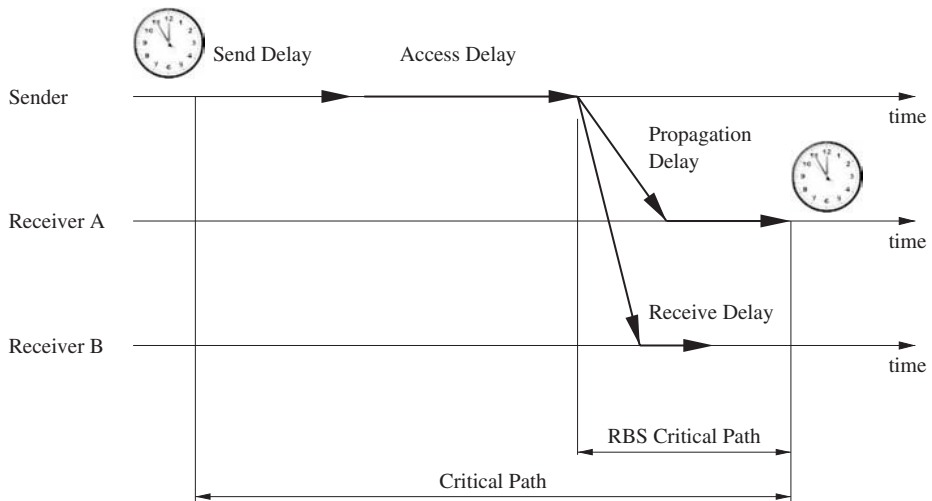 Send Delay
Access Delay
Sender
time
Propagation
Delay
Receiver A
time
Receive Delay
Receiver B
time
RBS Critical Path
Critical Path